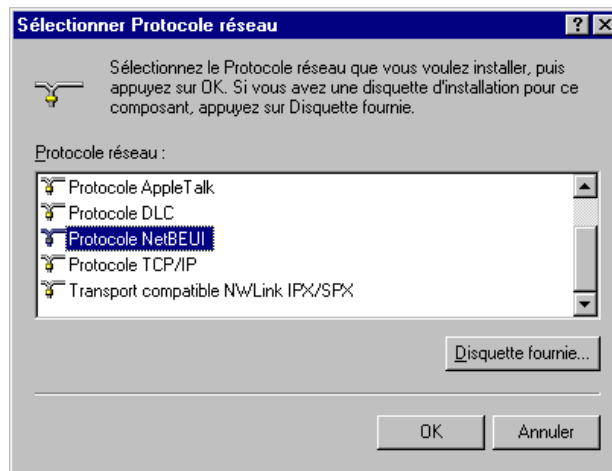 Sélectionner Protocole réseau
Sélectionnez le Protocole réseau que vous voulez installer, puis
appuyez sur OK. Si vous avez une disquette d'installation pour ce
composant, appuyez sur Disquette fournie.
Protocole réseau :
Protocole AppleTalk
Protocole DLC
Protocole NetBEUI
Protocole TCP/IP
Transport compatible NWLink IPX/SPX
Disquette fournie...
OK
Annuler